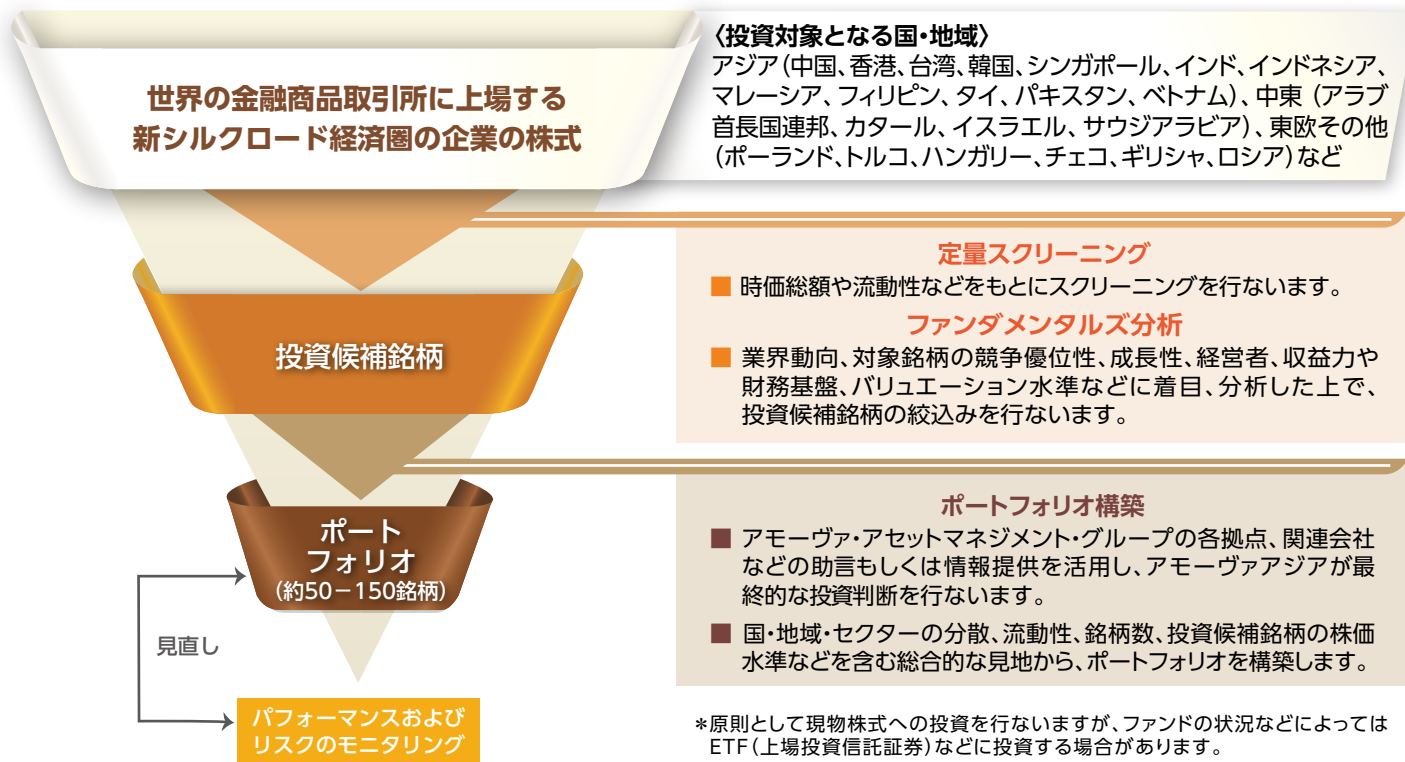 世界の金融商品取引所に上場する
新シルクロード経済圏の企業の株式
〈投資対象となる国・地域〉
アジア(中国、香港、台湾、韓国、シンガポール、インド、インドネシア、
マレーシア、フィリピン、タイ、パキスタン、ベトナム)、中東 (アラブ
首長国連邦、カタール、イスラエル、サウジアラビア)、東欧その他
(ポーランド、トルコ、ハンガリー、チェコ、ギリシャ、ロシア)など
定量スクリーニング
■ 時価総額や流動性などをもとにスクリーニングを行ないます。
ファンダメンタルズ分析
■ 業界動向、対象銘柄の競争優位性、成長性、経営者、収益力や
財務基盤、バリュエーション水準などに着目、分析した上で、
投資候補銘柄の絞込みを行ないます。
投資候補銘柄
ポートフォリオ構築
■ アモーヴァ・アセットマネジメント・グループの各拠点、関連会社
などの助言もしくは情報提供を活用し、アモーヴァアジアが最
終的な投資判断を行ないます。
■ 国・地域・セクターの分散、流動性、銘柄数、投資候補銘柄の株価
水準などを含む総合的な見地から、ポートフォリオを構築します。
ポート
フォリオ
(約50－150銘柄)
見直し
パフォーマンスおよび
リスクのモニタリング
＊原則として現物株式への投資を行ないますが、ファンドの状況などによっては
ETF(上場投資信託証券)などに投資する場合があります。